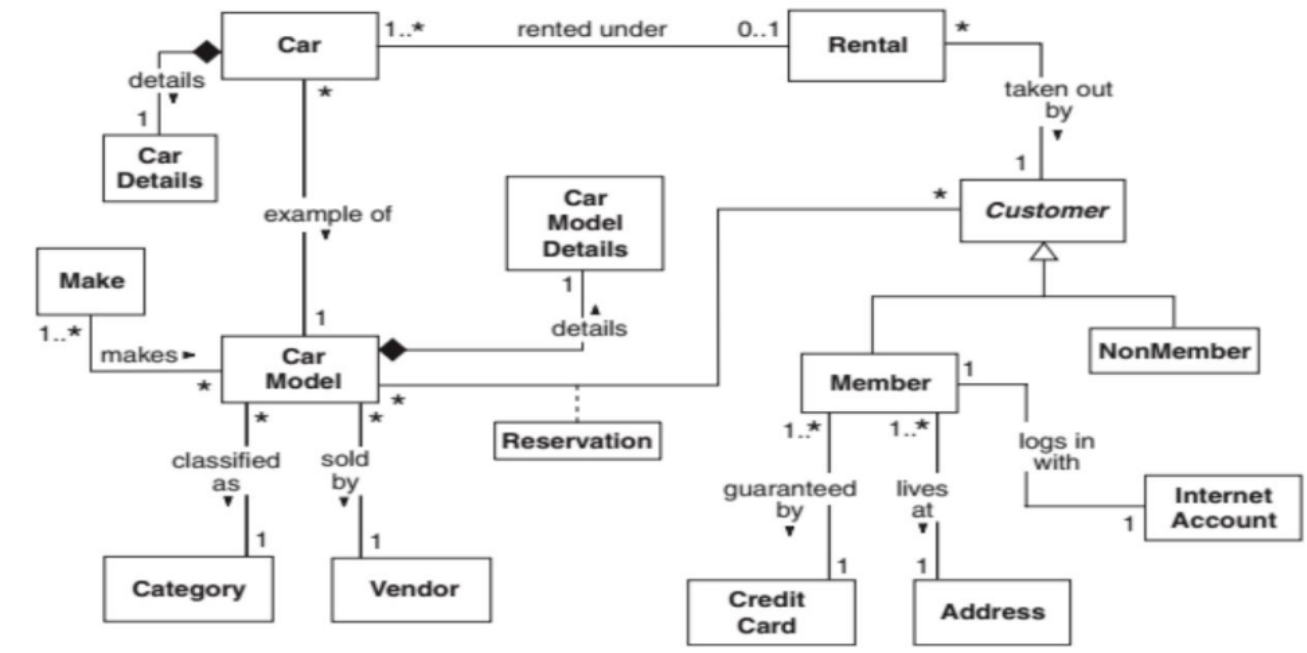 Car
1..*
rented under
0..1
Rental
*
details
▼
1
*
taken out
by
▼
1
Car
Details
example of
▼
Car
Model
Details
*
Customer
Make
1..*
makes ►
*
1
1
▲
details
Car
Model
*
NonMember
Member
1
*
*
Reservation
1..*
1..*
logs in
with
classified
as
▼
sold
by
▼
guaranteed
by
▼
lives
at
▼
Internet
Account
1
1
1
1
1
Category
Vendor
Credit
Card
Address